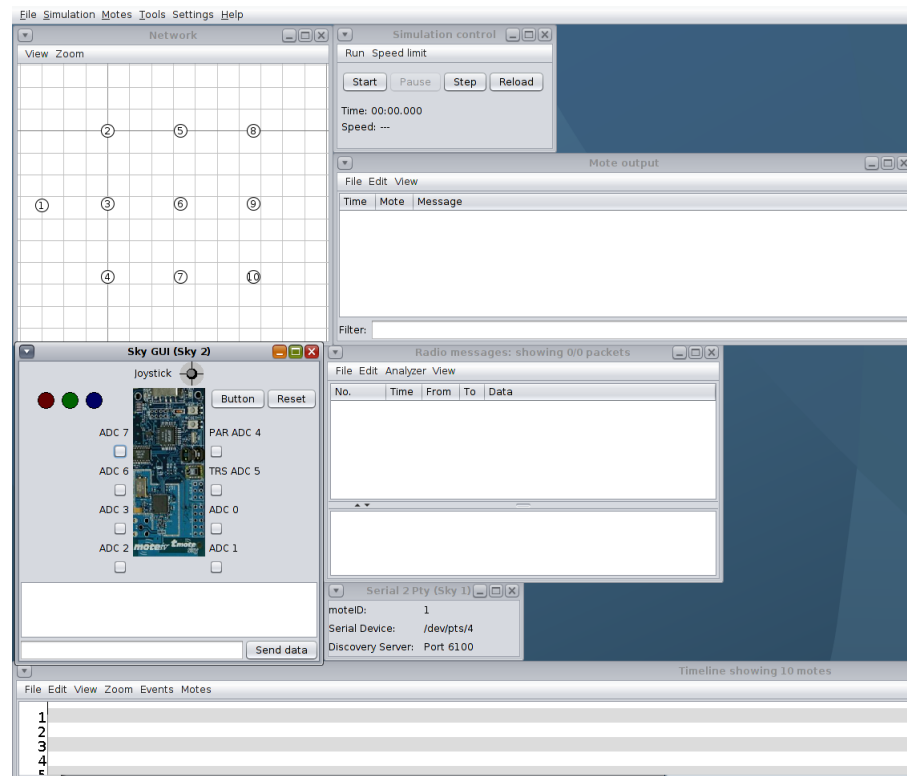 File Simulation Motes Tools Settings Help
Network
View Zoom
2 5 8
1 3 6 9
4 7 10
Simulation control
Run Speed limit
Start Pause Step Reload
Time: 00:00.000
Speed: ---
Mote output
File Edit View
Time Mote Message
Filter:
Sky GUI (Sky 2)
Joystick
Button Reset
ADC 7 PAR ADC 4
ADC 6 TRS ADC 5
ADC 3 ADC 0
ADC 2 moteiv tmote sky ADC 1
Send data
Radio messages: showing 0/0 packets
File Edit Analyzer View
No. Time From To Data
Serial 2 Pty (Sky 1)
moteID: 1
Serial Device: /dev/pts/4
Discovery Server: Port 6100
Timeline showing 10 motes
File Edit View Zoom Events Motes
1
2
3
4
5